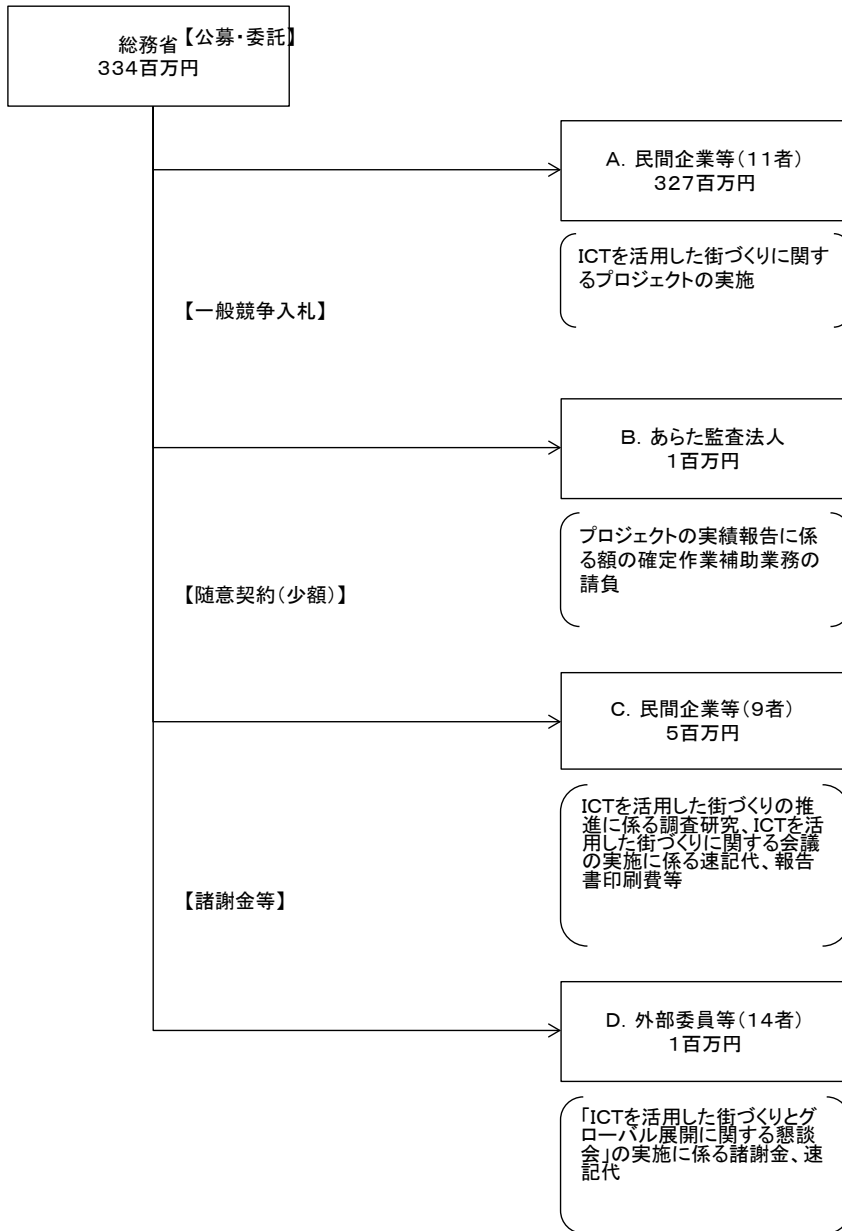 総務省
【公募・委託】
334百万円
A．民間企業等（11者）
327百万円
ICTを活用した街づくりに関す
るプロジェクトの実施
【一般競争入札】
B．あらた監査法人
1百万円
プロジェクトの実績報告に係
る額の確定作業補助業務の
請負
【随意契約（少額）】
C．民間企業等（9者）
5百万円
ICTを活用した街づくりの推
進に係る調査研究、ICTを活
用した街づくりに関する会議
の実施に係る速記代、報告
書印刷費等
【諸謝金等】
D．外部委員等（14者）
1百万円
「ICTを活用した街づくりとグ
ローバル展開に関する懇談
会」の実施に係る諸謝金、速
記代